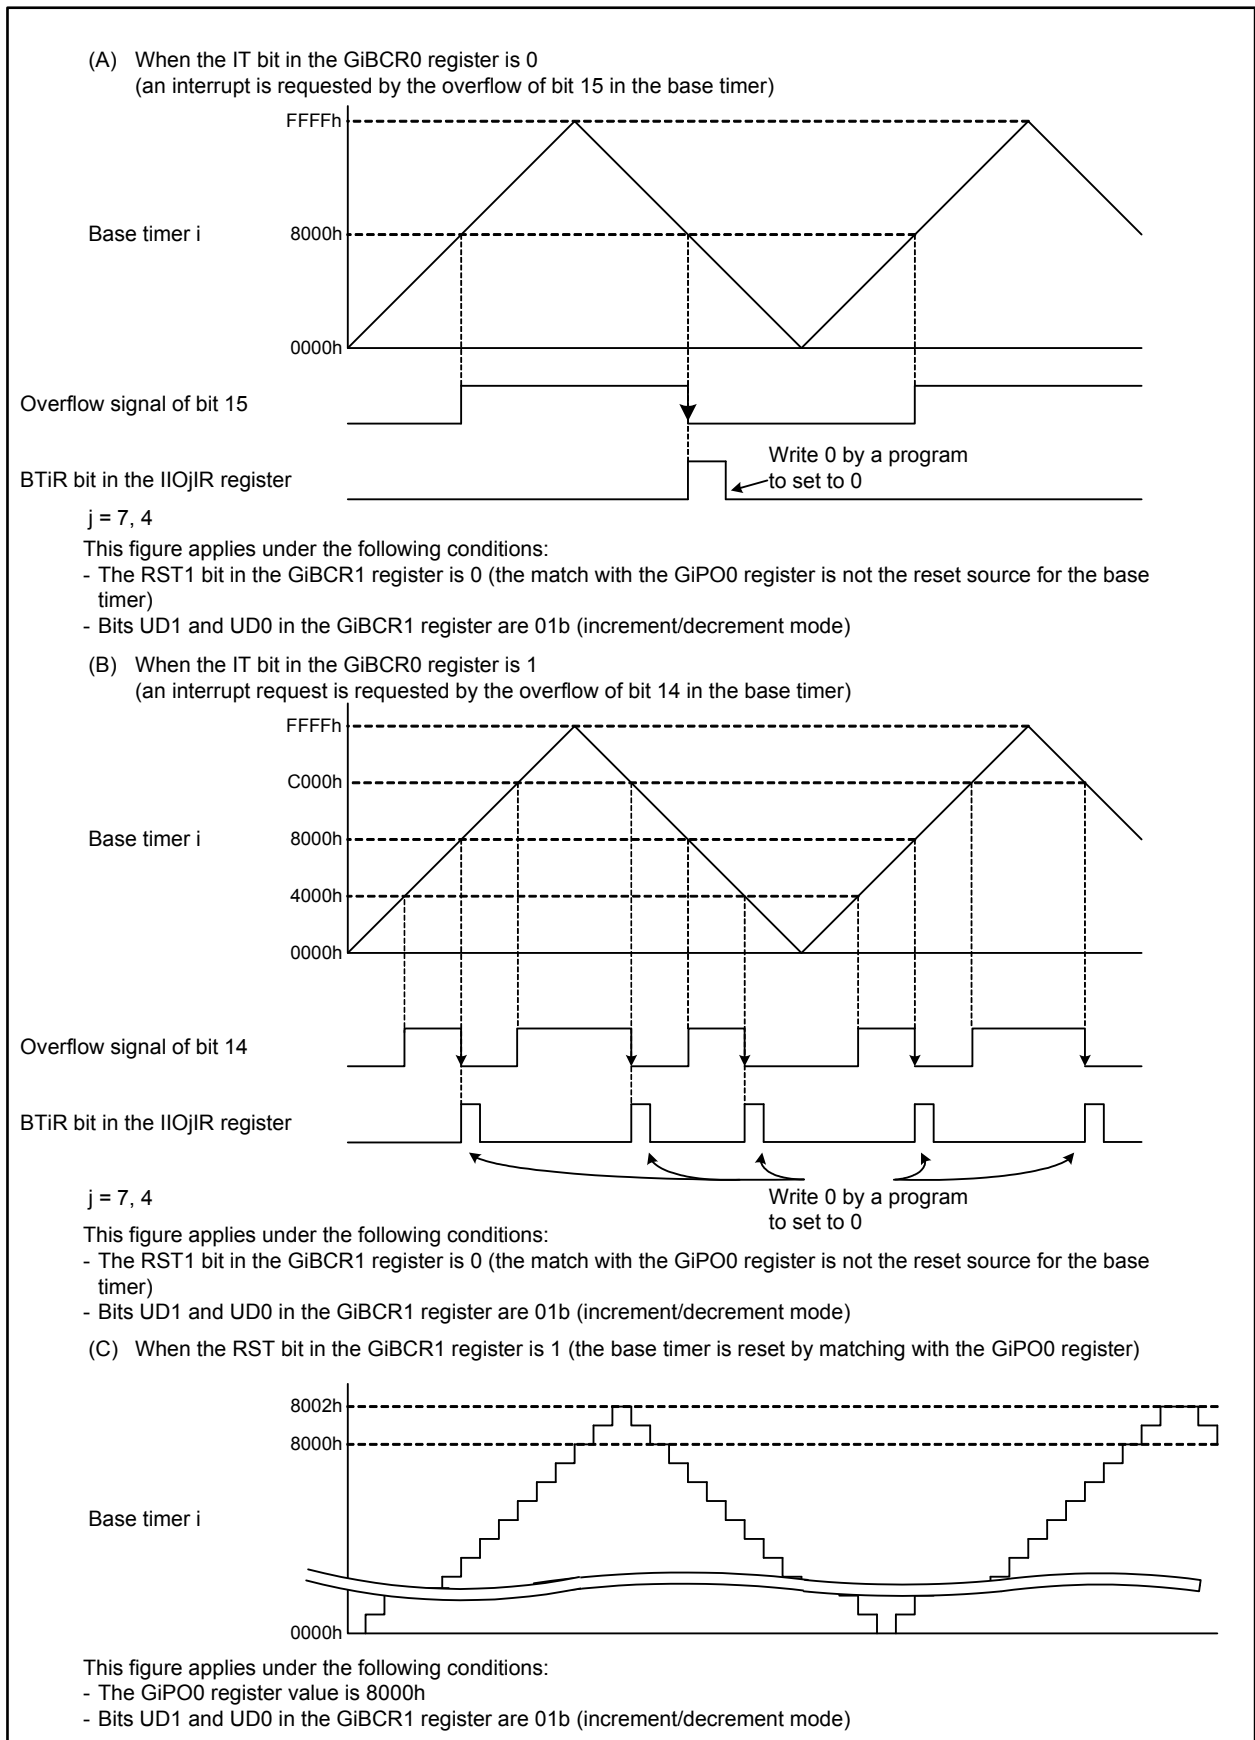 (A) When the IT bit in the GiBCR0 register is 0
(an interrupt is requested by the overflow of bit 15 in the base timer)
FFFFh
Base timer i
8000h
0000h
Overflow signal of bit 15
Write 0 by a program
to set to 0
BTiR bit in the IIOjIR register
j = 7, 4
This figure applies under the following conditions:
- The RST1 bit in the GiBCR1 register is 0 (the match with the GiPO0 register is not the reset source for the base
timer)
- Bits UD1 and UD0 in the GiBCR1 register are 01b (increment/decrement mode)
(B) When the IT bit in the GiBCR0 register is 1
(an interrupt request is requested by the overflow of bit 14 in the base timer)
FFFFh
C000h
Base timer i
8000h
4000h
0000h
Overflow signal of bit 14
BTiR bit in the IIOjIR register
j = 7, 4
Write 0 by a program
to set to 0
This figure applies under the following conditions:
- The RST1 bit in the GiBCR1 register is 0 (the match with the GiPO0 register is not the reset source for the base
timer)
- Bits UD1 and UD0 in the GiBCR1 register are 01b (increment/decrement mode)
(C) When the RST bit in the GiBCR1 register is 1 (the base timer is reset by matching with the GiPO0 register)
8002h
8000h
Base timer i
0000h
This figure applies under the following conditions:
- The GiPO0 register value is 8000h
- Bits UD1 and UD0 in the GiBCR1 register are 01b (increment/decrement mode)